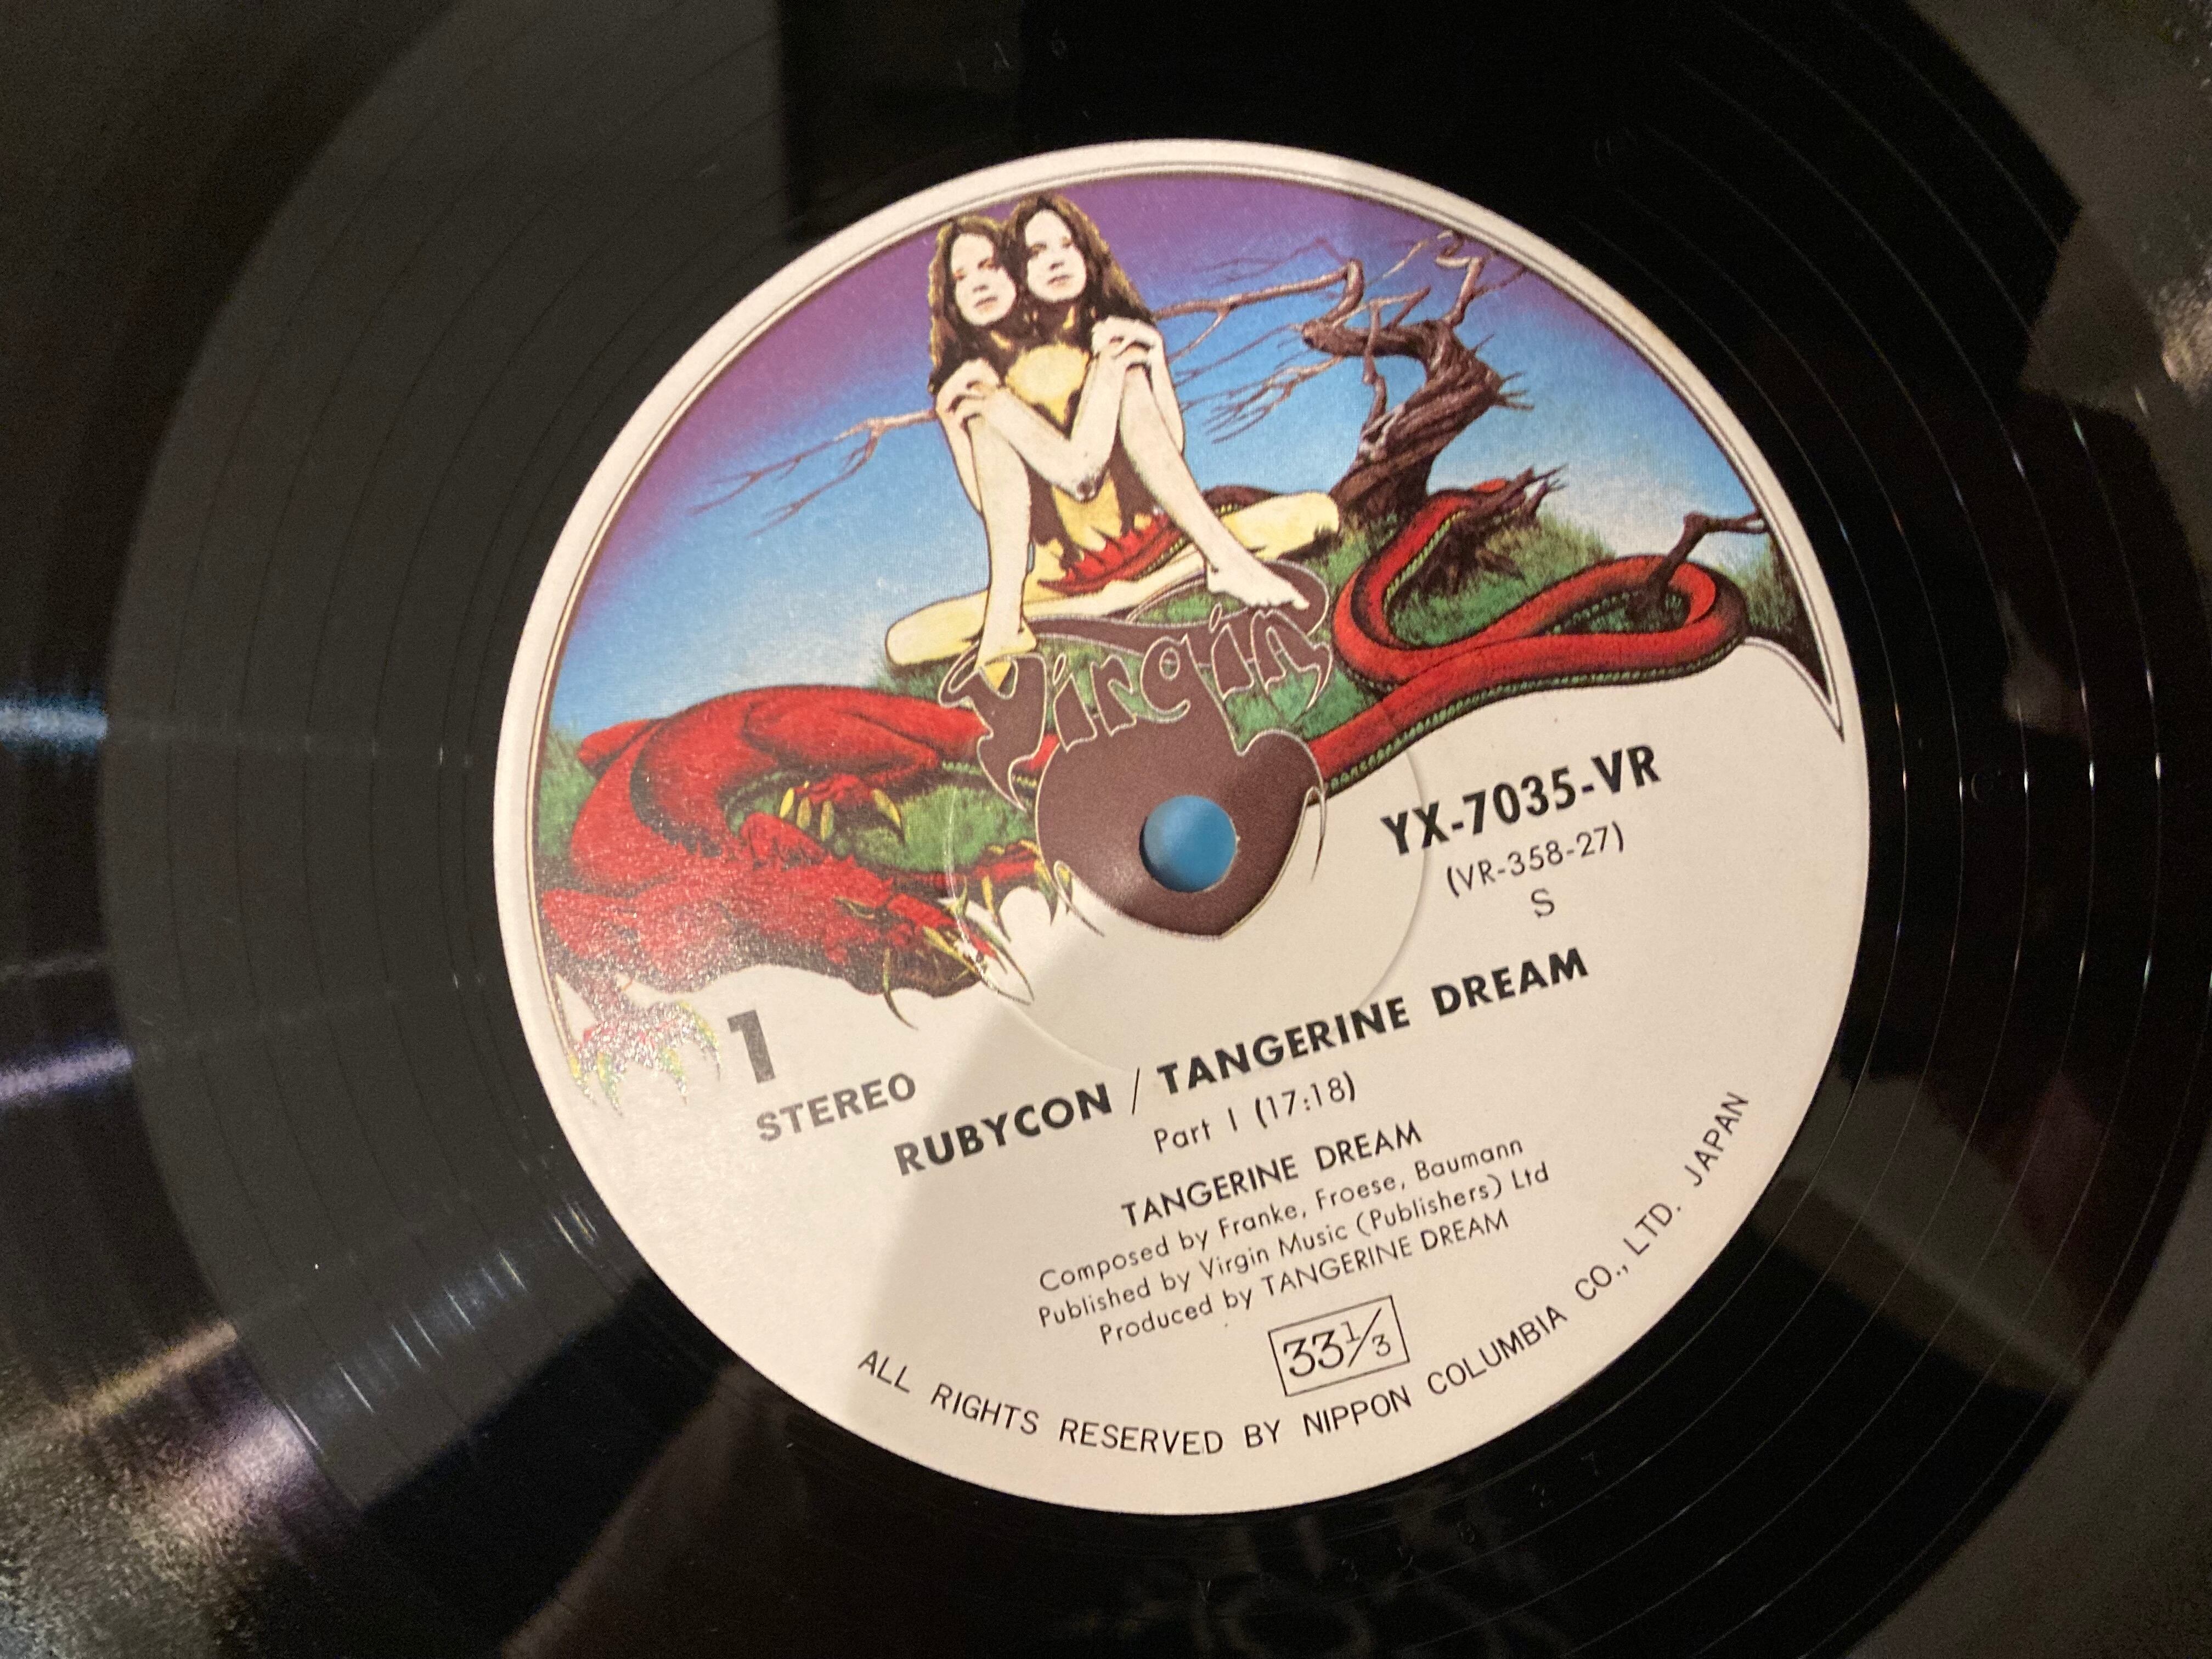 Virgin
YX-7035-VR
(VR-358-27)
S
1
STEREO
RUBYCON / TANGERINE DREAM
Part I (17:18)
TANGERINE DREAM
Composed by Franke, Froese, Baumann
Published by Virgin Music (Publishers) Ltd
Produced by TANGERINE DREAM
33 1/3
ALL RIGHTS RESERVED BY NIPPON COLUMBIA CO., LTD. JAPAN